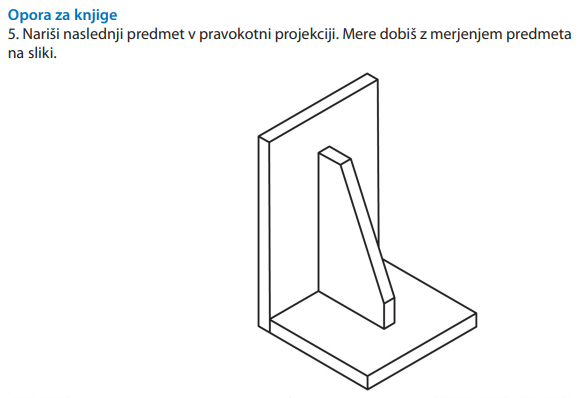 Opora za knjige
5. Nariši naslednji predmet v pravokotni projekciji. Mere dobiš z merjenjem predmeta
na sliki.